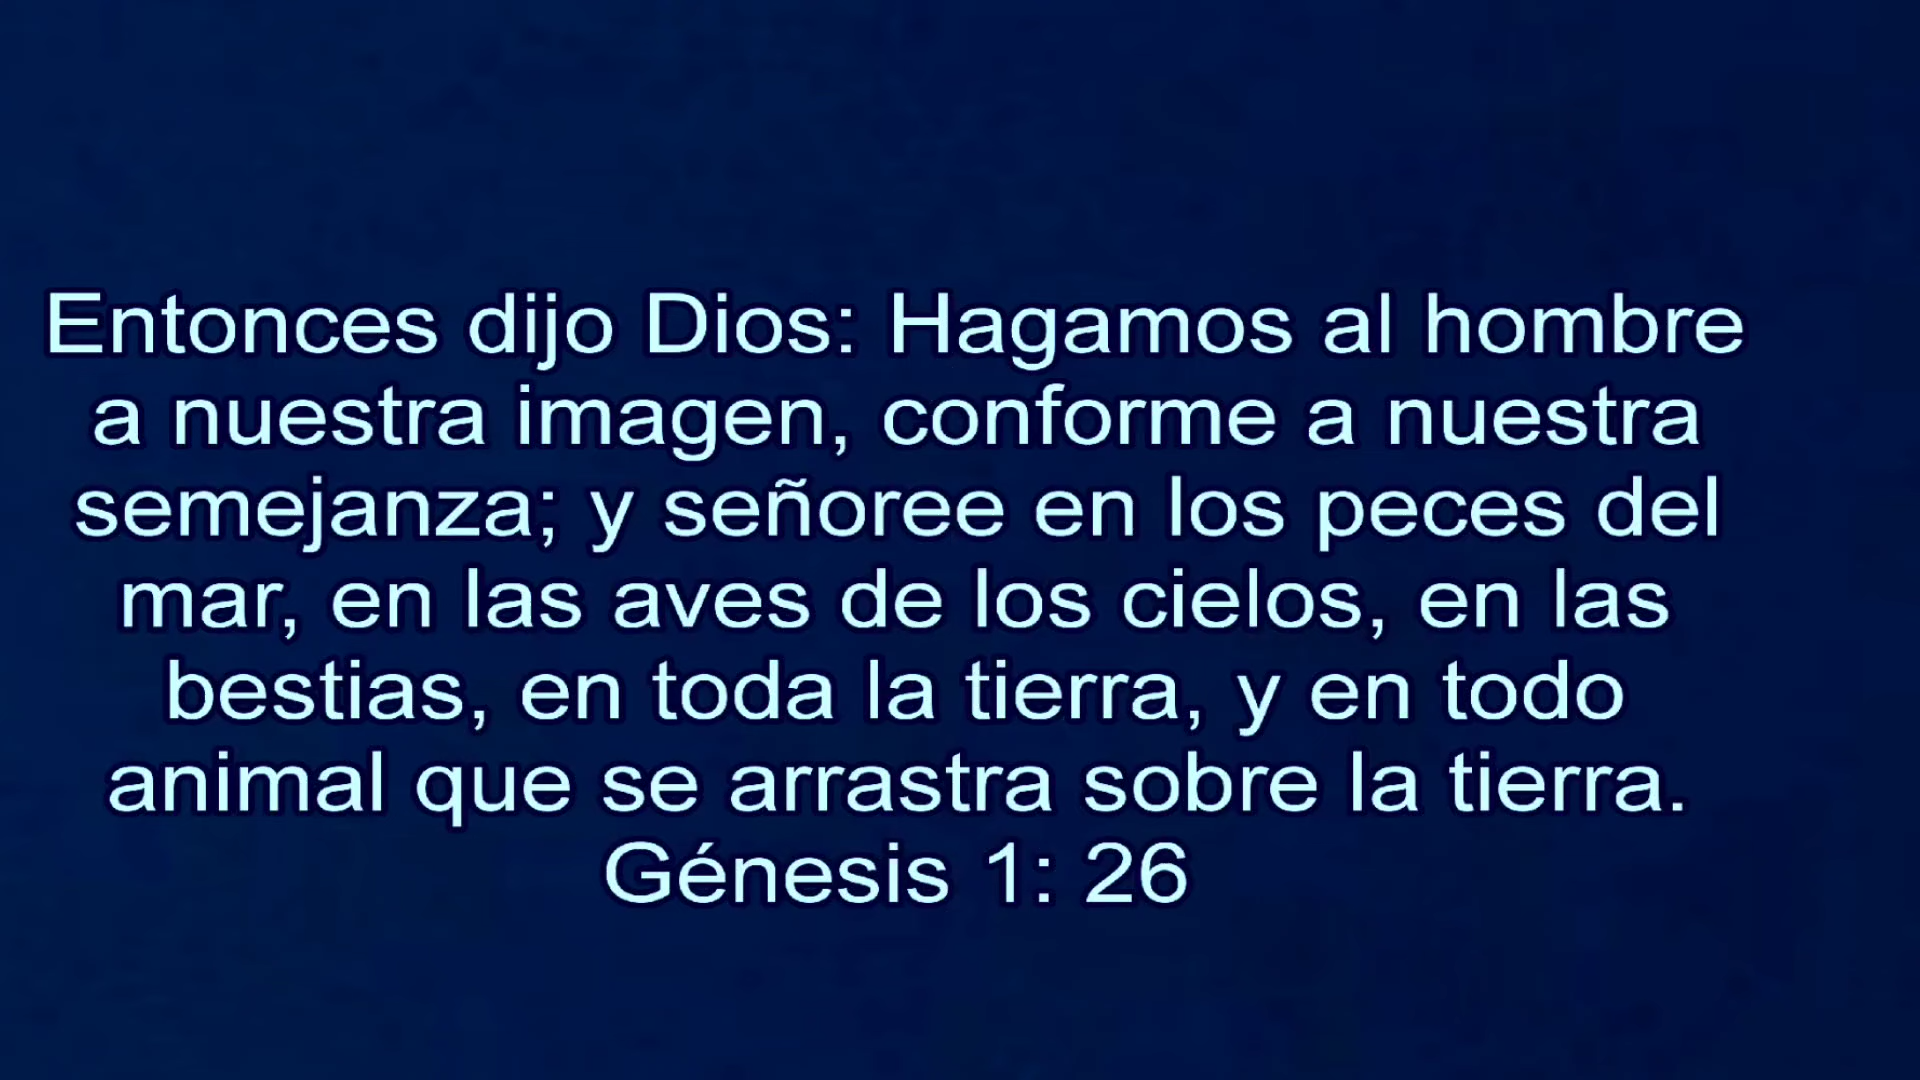 Entonces dijo Dios: Hagamos al hombre
a nuestra imagen, conforme a nuestra
semejanza; y señoree en los peces del
mar, en las aves de los cielos, en las
bestias, en toda la tierra, y en todo
animal que se arrastra sobre la tierra.
Génesis 1: 26